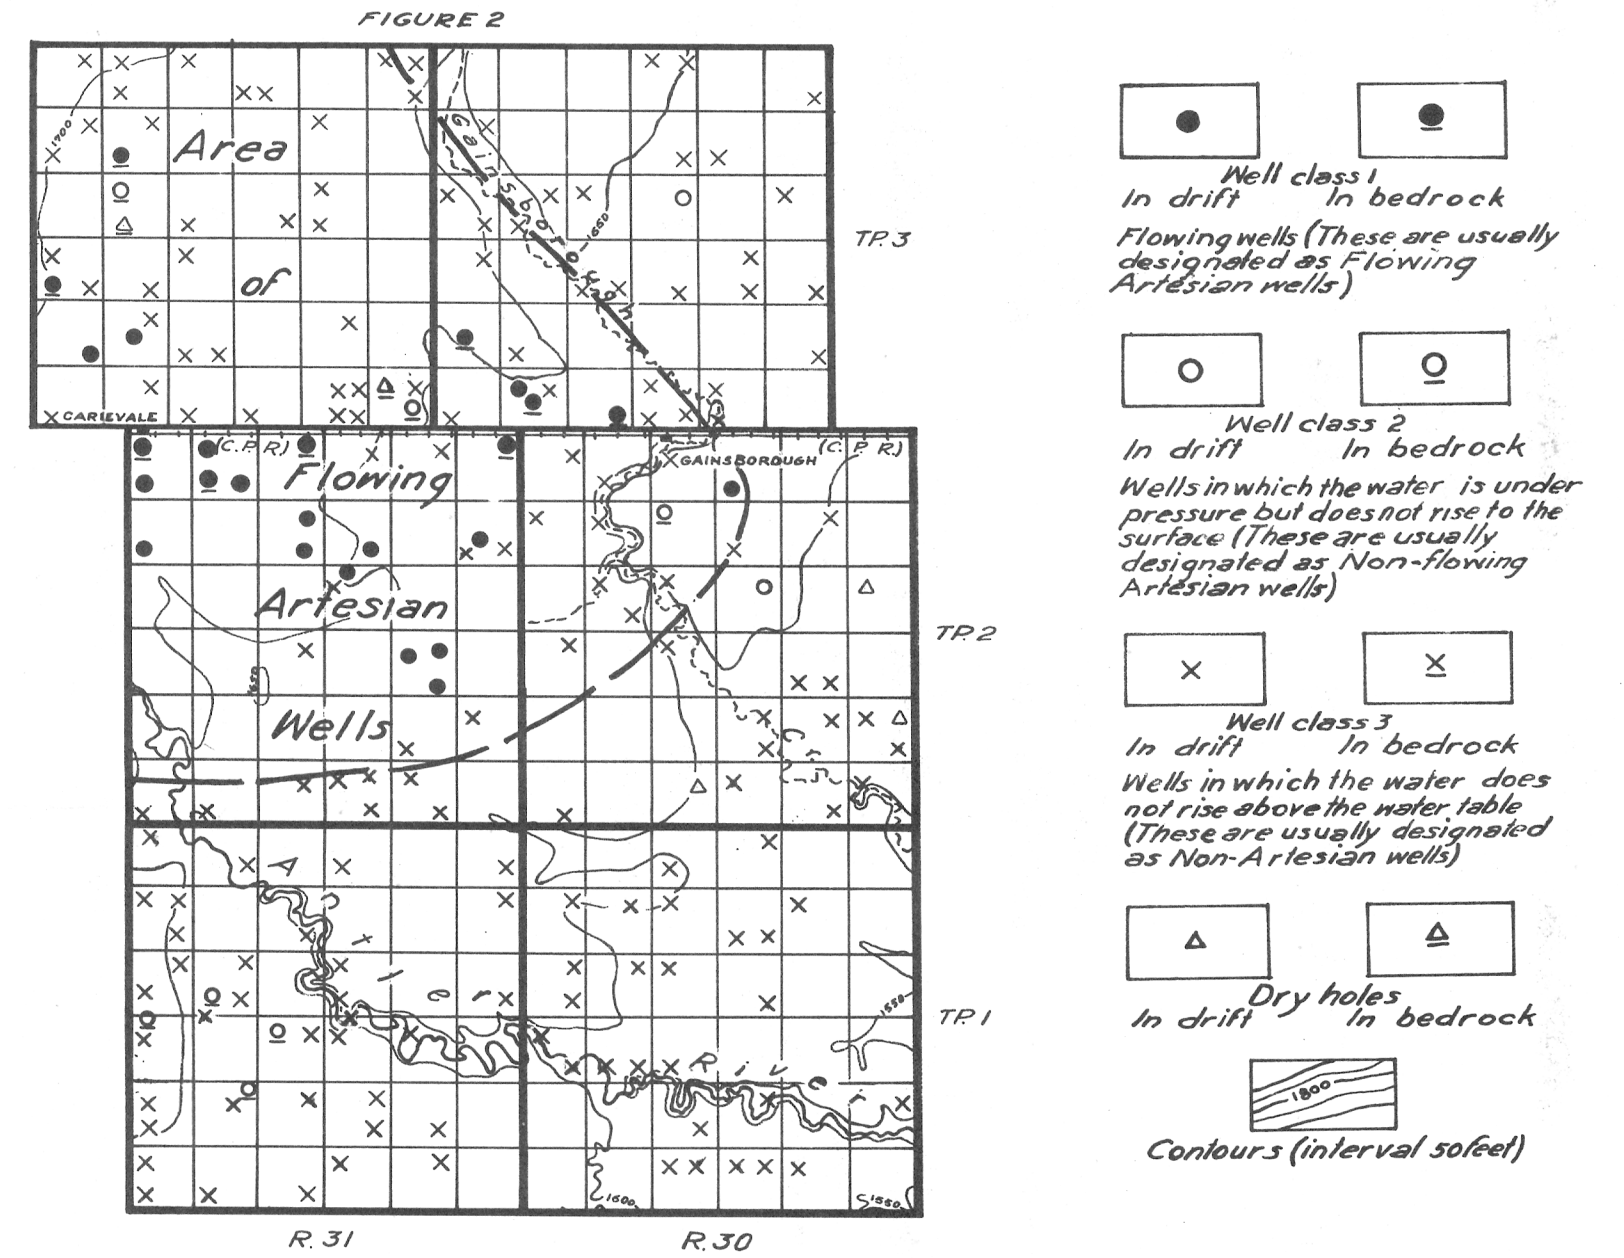 FIGURE 2
1700
Area
of
Gainsborough
1650
CARIEVALE
TP. 3
(C.P.R.)
Flowing
GAINSBOROUGH
(C.P.R.)
Artesian
1650
Wells
Cr.
TP. 2
Antler
River
1550
1600
1550
TP. 1
R. 31
R. 30
Well class 1
In drift In bedrock
Flowing wells (These are usually
designated as Flowing
Artesian wells)
Well class 2
In drift In bedrock
Wells in which the water is under
pressure but does not rise to the
surface (These are usually
designated as Non-flowing
Artesian wells)
Well class 3
In drift In bedrock
Wells in which the water does
not rise above the water table
(These are usually designated
as Non-Artesian wells)
Dry holes
In drift In bedrock
1800
Contours (interval 50 feet)